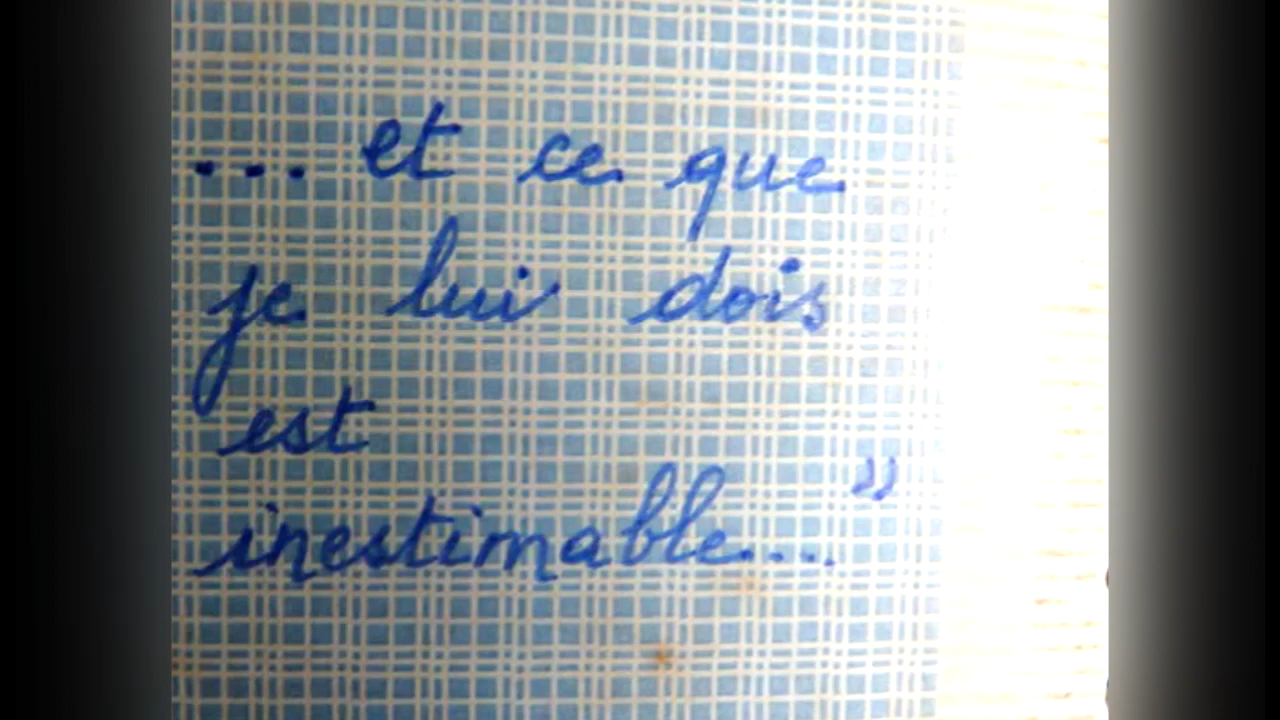 ... et ce que
je lui dois
est
inestimable... "